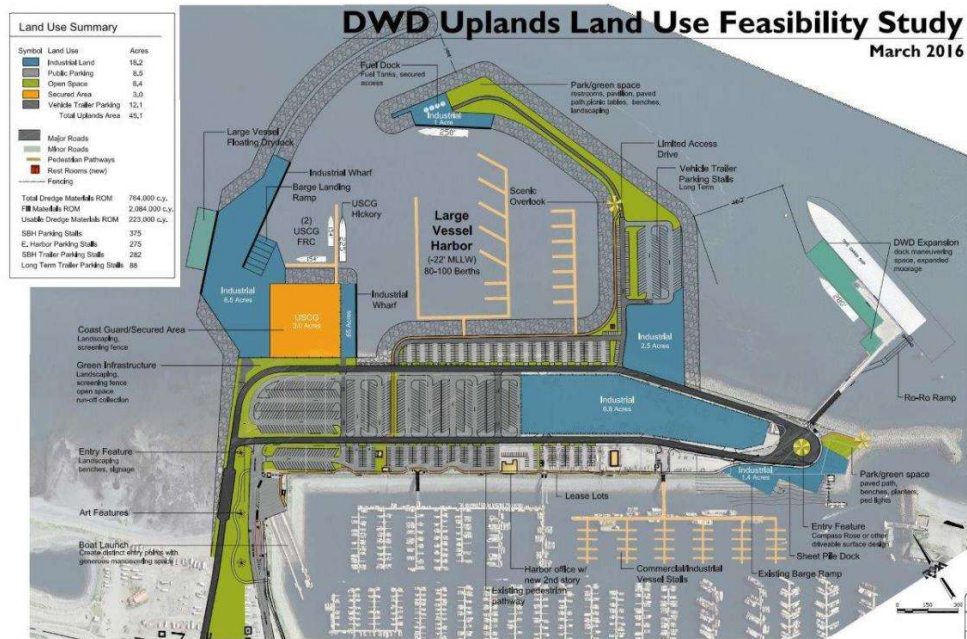 DWD Uplands Land Use Feasibility Study
March 2016
Land Use Summary
Symbol Land Use Acres
Industrial Land 18.2
Public Parking 8.5
Open Space 6.4
Secured Area 3.0
Vehicle Trailer Parking 12.1
Total Uplands Area 45.1
Major Roads
Minor Roads
Pedestrian Pathways
Rest Rooms (new)
Fencing
Total Dredge Materials ROM 764,000 c.y.
Fill Materials ROM 2,084,000 c.y.
Usable Dredge Materials ROM 223,000 c.y.
SBH Parking Stalls 375
E. Harbor Parking Stalls 275
SBH Trailer Parking Stalls 282
Long Term Trailer Parking Stalls 88
Fuel Dock
Fuel Tanks, secured
access
Industrial
1 Acre
250'
Park/green space
restrooms, pavilion, paved
path, picnic tables, benches,
landscaping
Large Vessel
Floating Drydock
Industrial Wharf
Barge Landing
Ramp
USCG
Hickory
(2)
USCG
FRC
154'
225'
Large
Vessel
Harbor
(-22' MLLW)
80-100 Berths
Scenic
Overlook
Limited Access
Drive
Vehicle Trailer
Parking Stalls
Long Term
DWD Expansion
dock maneuvering
space, expanded
moorage
Industrial
6.5 Acres
USCG
3.0 Acres
Industrial
Wharf
Industrial
2.5 Acres
Coast Guard/Secured Area
Landscaping,
screening fence
Green Infrastructure
Landscaping,
screening fence
open space
run-off collection
Industrial
6.8 Acres
Ro-Ro Ramp
Entry Feature
Landscaping
benches, signage
Industrial
1.4 Acres
Park/green space
paved path,
benches, planters,
ped lights
Lease Lots
Art Features
Entry Feature
Compass Rose or other
driveable surface design
Boat Launch
Create distinct entry points with
generous maneuvering space
Sheet Pile Dock
Harbor office w/
new 2nd story
Commercial/Industrial
Vessel Stalls
Existing Barge Ramp
Existing pedestrian
pathway
0 150 300